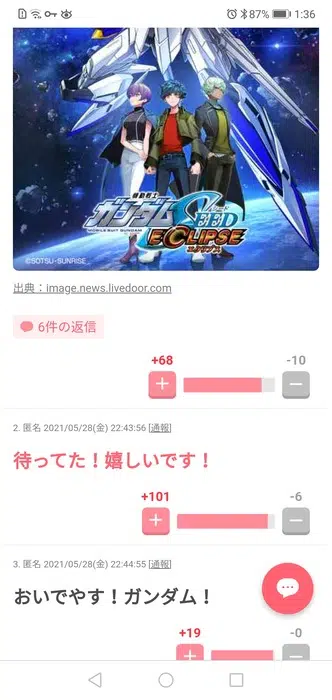 87%
1:36
機動戦士
ガンダムSEED
MOBILE SUIT GUNDAM
ECLIPSE
エクリプス
©SOTSU・SUNRISE
出典：image.news.livedoor.com
6件の返信
+68
-10
2. 匿名 2021/05/28(金) 22:43:56 [通報]
待ってた！嬉しいです！
+101
-6
3. 匿名 2021/05/28(金) 22:44:55 [通報]
おいでやす！ガンダム！
+19
-0